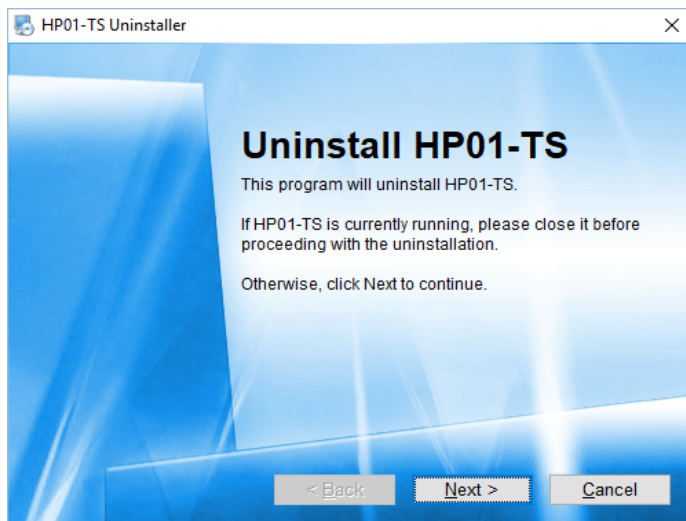 HP01-TS Uninstaller
Uninstall HP01-TS
This program will uninstall HP01-TS.
If HP01-TS is currently running, please close it before
proceeding with the uninstallation.
Otherwise, click Next to continue.
< Back
Next >
Cancel